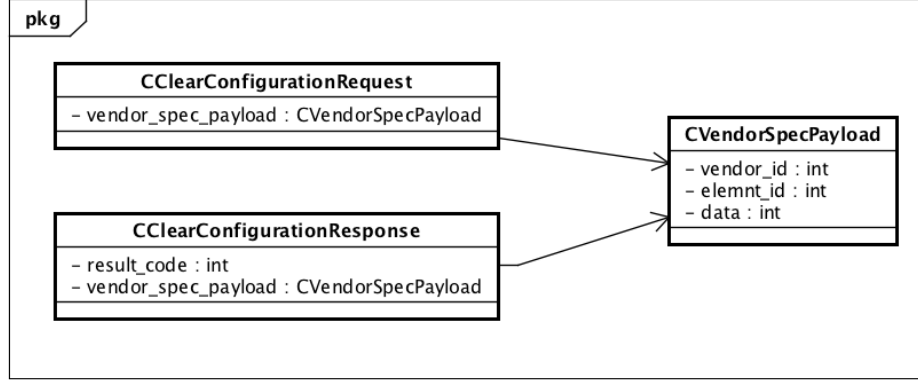 pkg
CClearConfigurationRequest
- vendor_spec_payload : CVendorSpecPayload
CVendorSpecPayload
- vendor_id : int
- elemnt_id : int
- data : int
CClearConfigurationResponse
- result_code : int
- vendor_spec_payload : CVendorSpecPayload